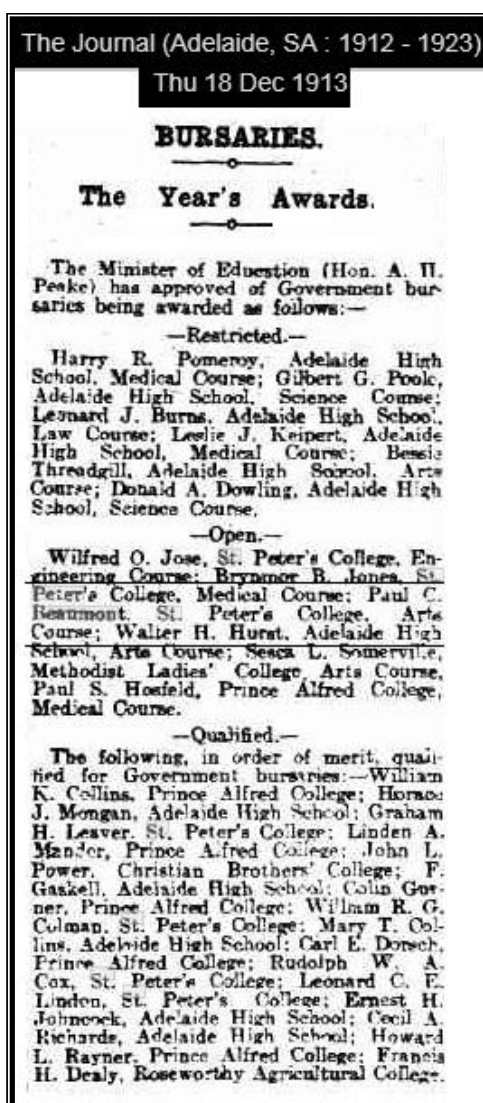 The Journal (Adelaide, SA : 1912 - 1923)
Thu 18 Dec 1913
BURSARIES.
The Year's Awards.
The Minister of Education (Hon. A. H.
Peake) has approved of Government bur-
saries being awarded as follows:—
—Restricted.—
Harry R. Pomeroy, Adelaide High
School, Medical Course; Gilbert G. Poole,
Adelaide High School, Science Course;
Leonard J. Burns, Adelaide High School,
Law Course; Leslie J. Keipert, Adelaide
High School, Medical Course; Bessie
Threadgill, Adelaide High School, Arts
Course; Donald A. Dowling, Adelaide High
School, Science Course.
—Open.—
Wilfred O. Jose, St. Peter's College, En-
gineering Course; Brynmor B. Jones, St.
Peter's College, Medical Course; Paul C.
Beaumont, St. Peter's College, Arts
Course; Walter H. Hurst, Adelaide High
School, Arts Course; Sesca L. Somerville,
Methodist Ladies' College, Arts Course,
Paul S. Hosfeld, Prince Alfred College,
Medical Course.
—Qualified.—
The following, in order of merit, quali-
fied for Government burstries:—William
K. Collins, Prince Alfred College; Horace
J. Mongan, Adelaide High School; Graham
H. Leaver, St. Peter's College; Linden A.
Mander, Prince Alfred College; John L.
Power, Christian Brothers' College; F.
Gaskell, Adelaide High School; Colin Gor-
ner, Prince Alfred College; William R. G.
Colman, St. Peter's College; Mary T. Col-
lins, Adelaide High School; Carl E. Dorsch,
Prince Alfred College; Rudolph W. A.
Cox, St. Peter's College; Leonard C. E.
Lindon, St. Peter's College; Ernest H.
Johncock, Adelaide High School; Cecil A.
Richards, Adelaide High School; Howard
L. Rayner, Prince Alfred College; Francis
H. Dealy, Roseworthy Agricultural College.